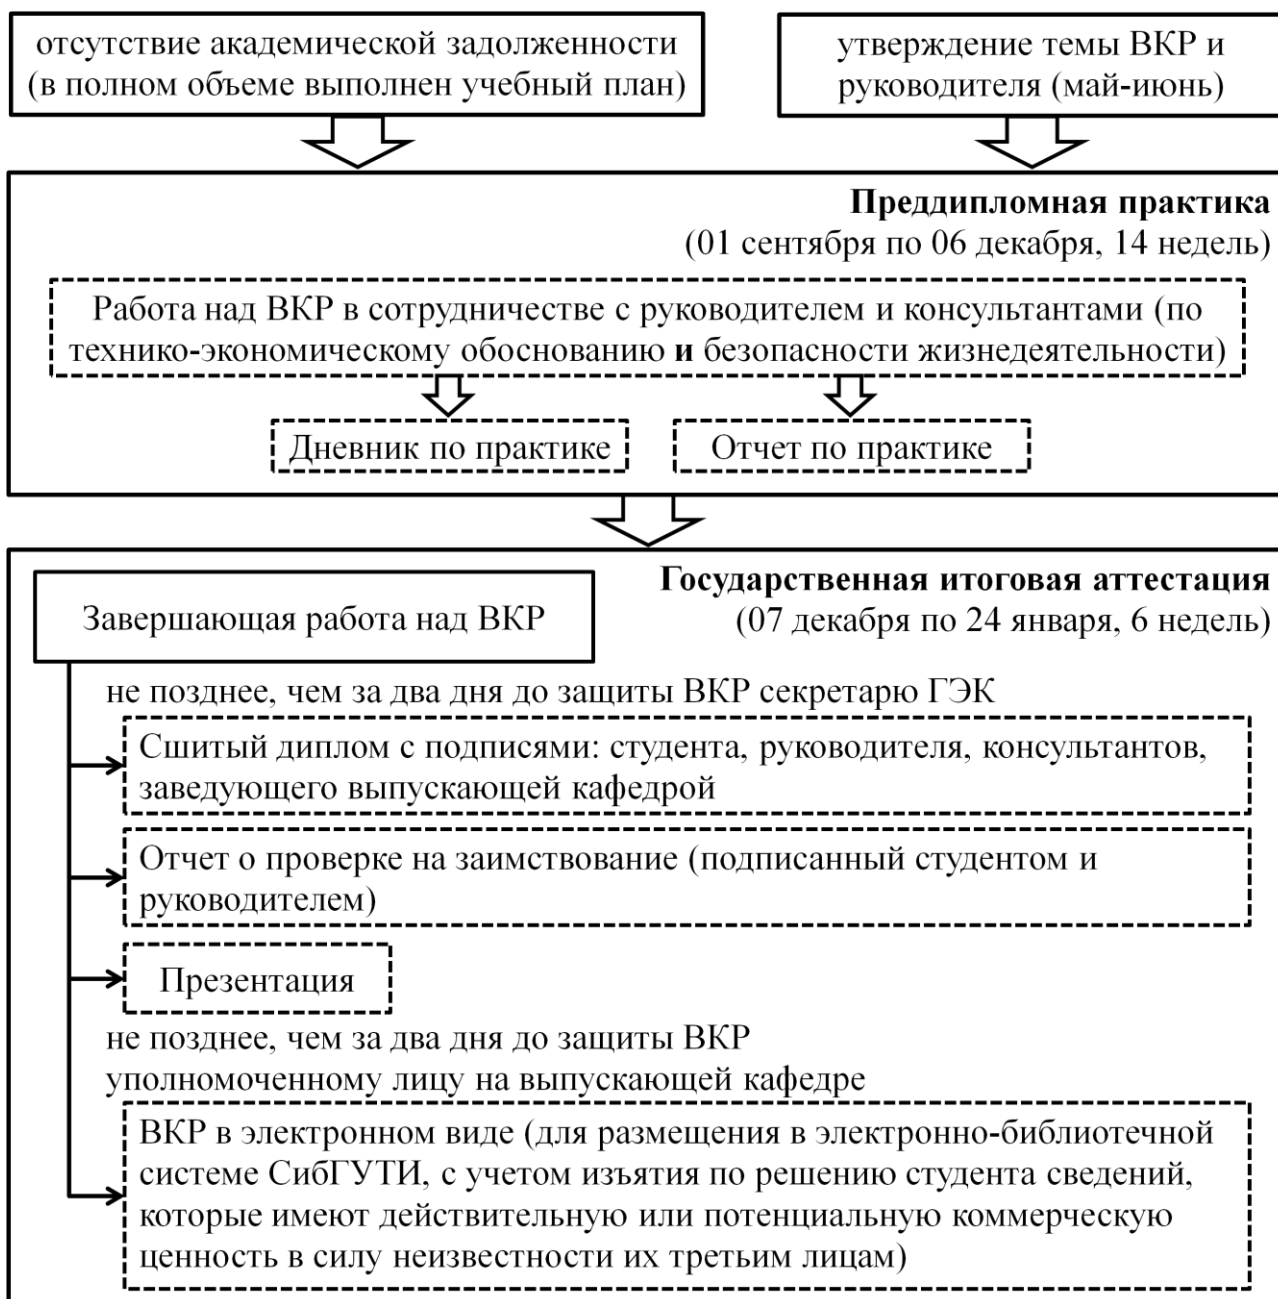 отсутствие академической задолженности
(в полном объеме выполнен учебный план)
утверждение темы ВКР и
руководителя (май-июнь)
Преддипломная практика
(01 сентября по 06 декабря, 14 недель)
Работа над ВКР в сотрудничестве с руководителем и консультантами (по
технико-экономическому обоснованию и безопасности жизнедеятельности)
Дневник по практике
Отчет по практике
Государственная итоговая аттестация
(07 декабря по 24 января, 6 недель)
Завершающая работа над ВКР
не позднее, чем за два дня до защиты ВКР секретарю ГЭК
Сшитый диплом с подписями: студента, руководителя, консультантов,
заведующего выпускающей кафедрой
Отчет о проверке на заимствование (подписанный студентом и
руководителем)
Презентация
не позднее, чем за два дня до защиты ВКР
уполномоченному лицу на выпускающей кафедре
ВКР в электронном виде (для размещения в электронно-библиотечной
системе СибГУТИ, с учетом изъятия по решению студента сведений,
которые имеют действительную или потенциальную коммерческую
ценность в силу неизвестности их третьим лицам)